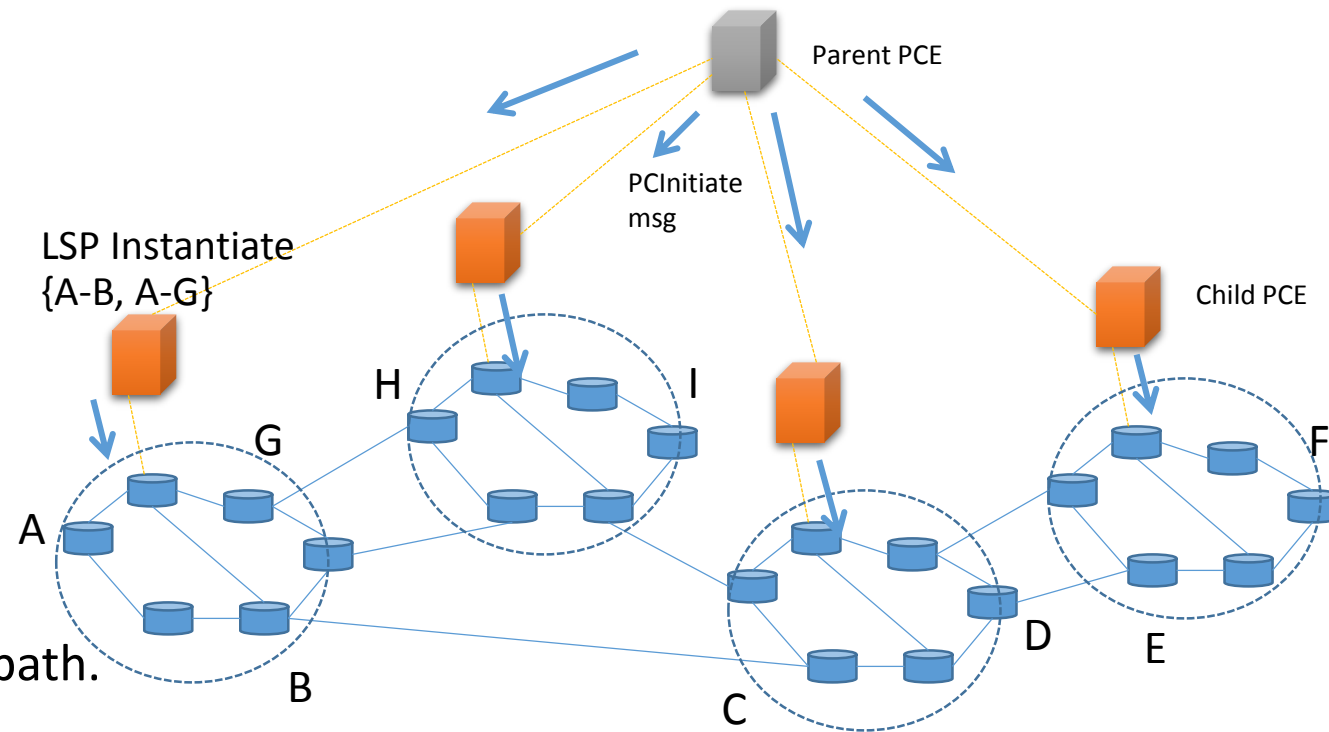 Parent PCE
PCInitiate
msg
LSP Instantiate
{A-B, A-G}
Child PCE
H
I
G
F
A
D
E
B
path.
C